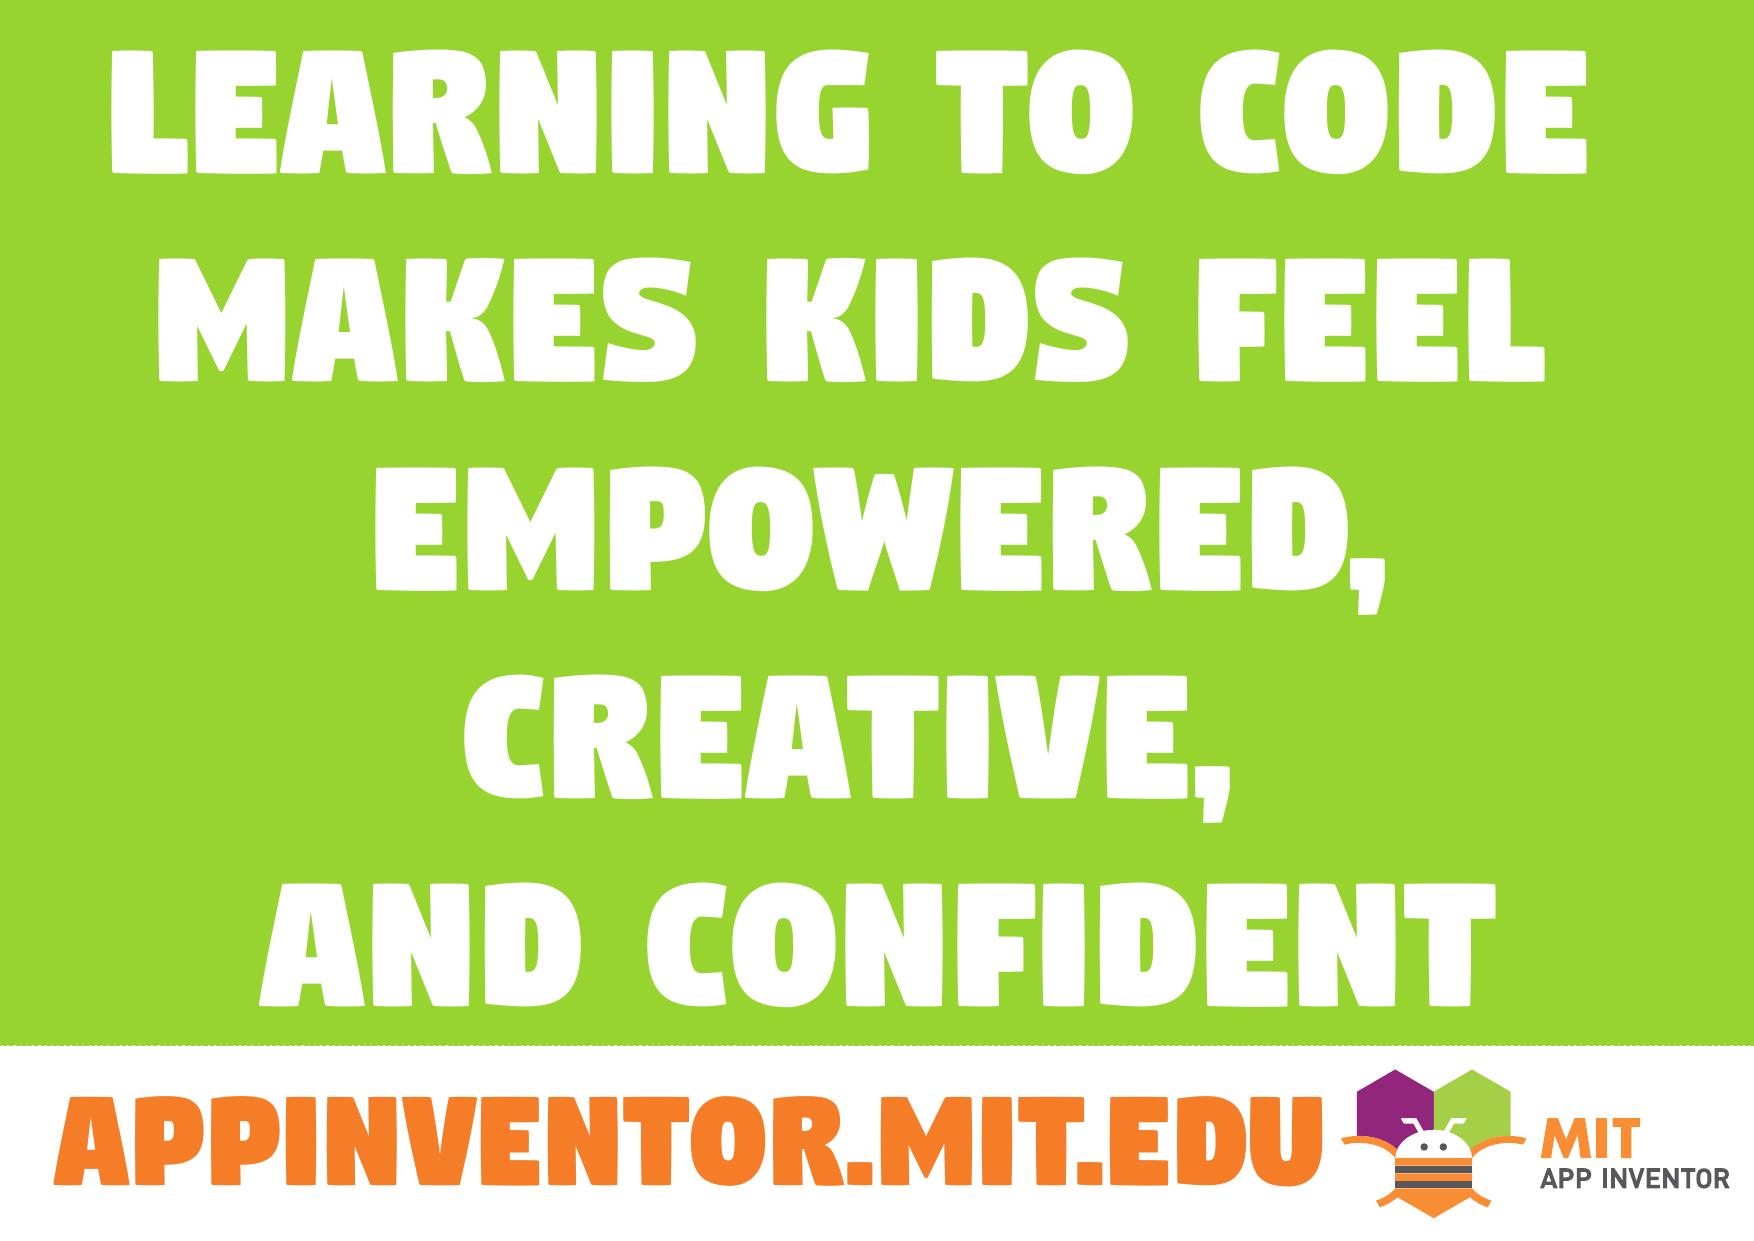 LEARNING TO CODE
MAKES KIDS FEEL
EMPOWERED,
CREATIVE,
AND CONFIDENT
APPINVENTOR.MIT.EDU
MIT
APP INVENTOR